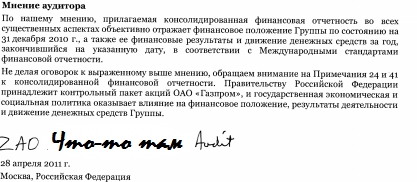 Мнение аудитора
По нашему мнению, прилагаемая консолидированная финансовая отчетность во всех
существенных аспектах объективно отражает финансовое положение Группы по состоянию на
31 декабря 2010 г., а также ее финансовые результаты и движение денежных средств за год,
закончившийся на указанную дату, в соответствии с Международными стандартами
финансовой отчетности.
Не делая оговорок к выраженному выше мнению, обращаем внимание на Примечания 24 и 41
к консолидированной финансовой отчетности. Правительству Российской Федерации
принадлежит контрольный пакет акций ОАО «Газпром», и государственная экономическая и
социальная политика оказывает влияние на финансовое положение, результаты деятельности
и движение денежных средств Группы.
ZAO Что-то там Audit
28 апреля 2011 г.
Москва, Российская Федерация